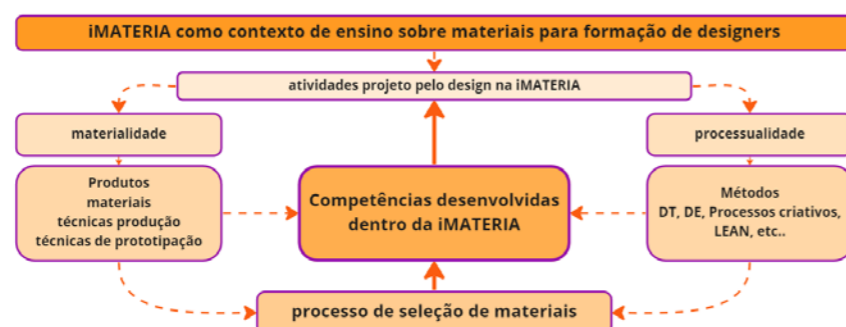 iMATERIA como contexto de ensino sobre materiais para formação de designers
atividades projeto pelo design na iMATERIA
materialidade
processualidade
Produtos
materiais
técnicas produção
técnicas de prototipação
Competências desenvolvidas
dentro da iMATERIA
Métodos
DT, DE, Processos criativos,
LEAN, etc..
processo de seleção de materiais